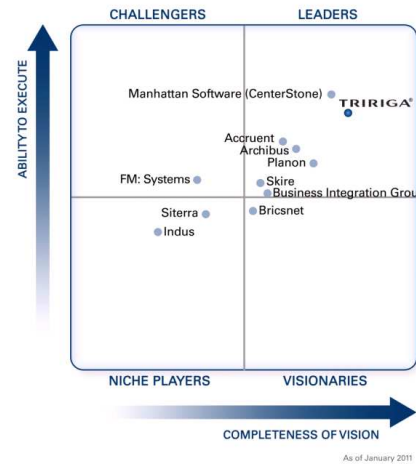 CHALLENGERS
LEADERS
ABILITY TO EXECUTE
Manhattan Software (CenterStone)
TRIRIGA®
Accruent
Archibus
Planon
FM: Systems
Skire
Business Integration Grou
Siterra
Bricsnet
Indus
NICHE PLAYERS
VISIONARIES
COMPLETENESS OF VISION
As of January 2011